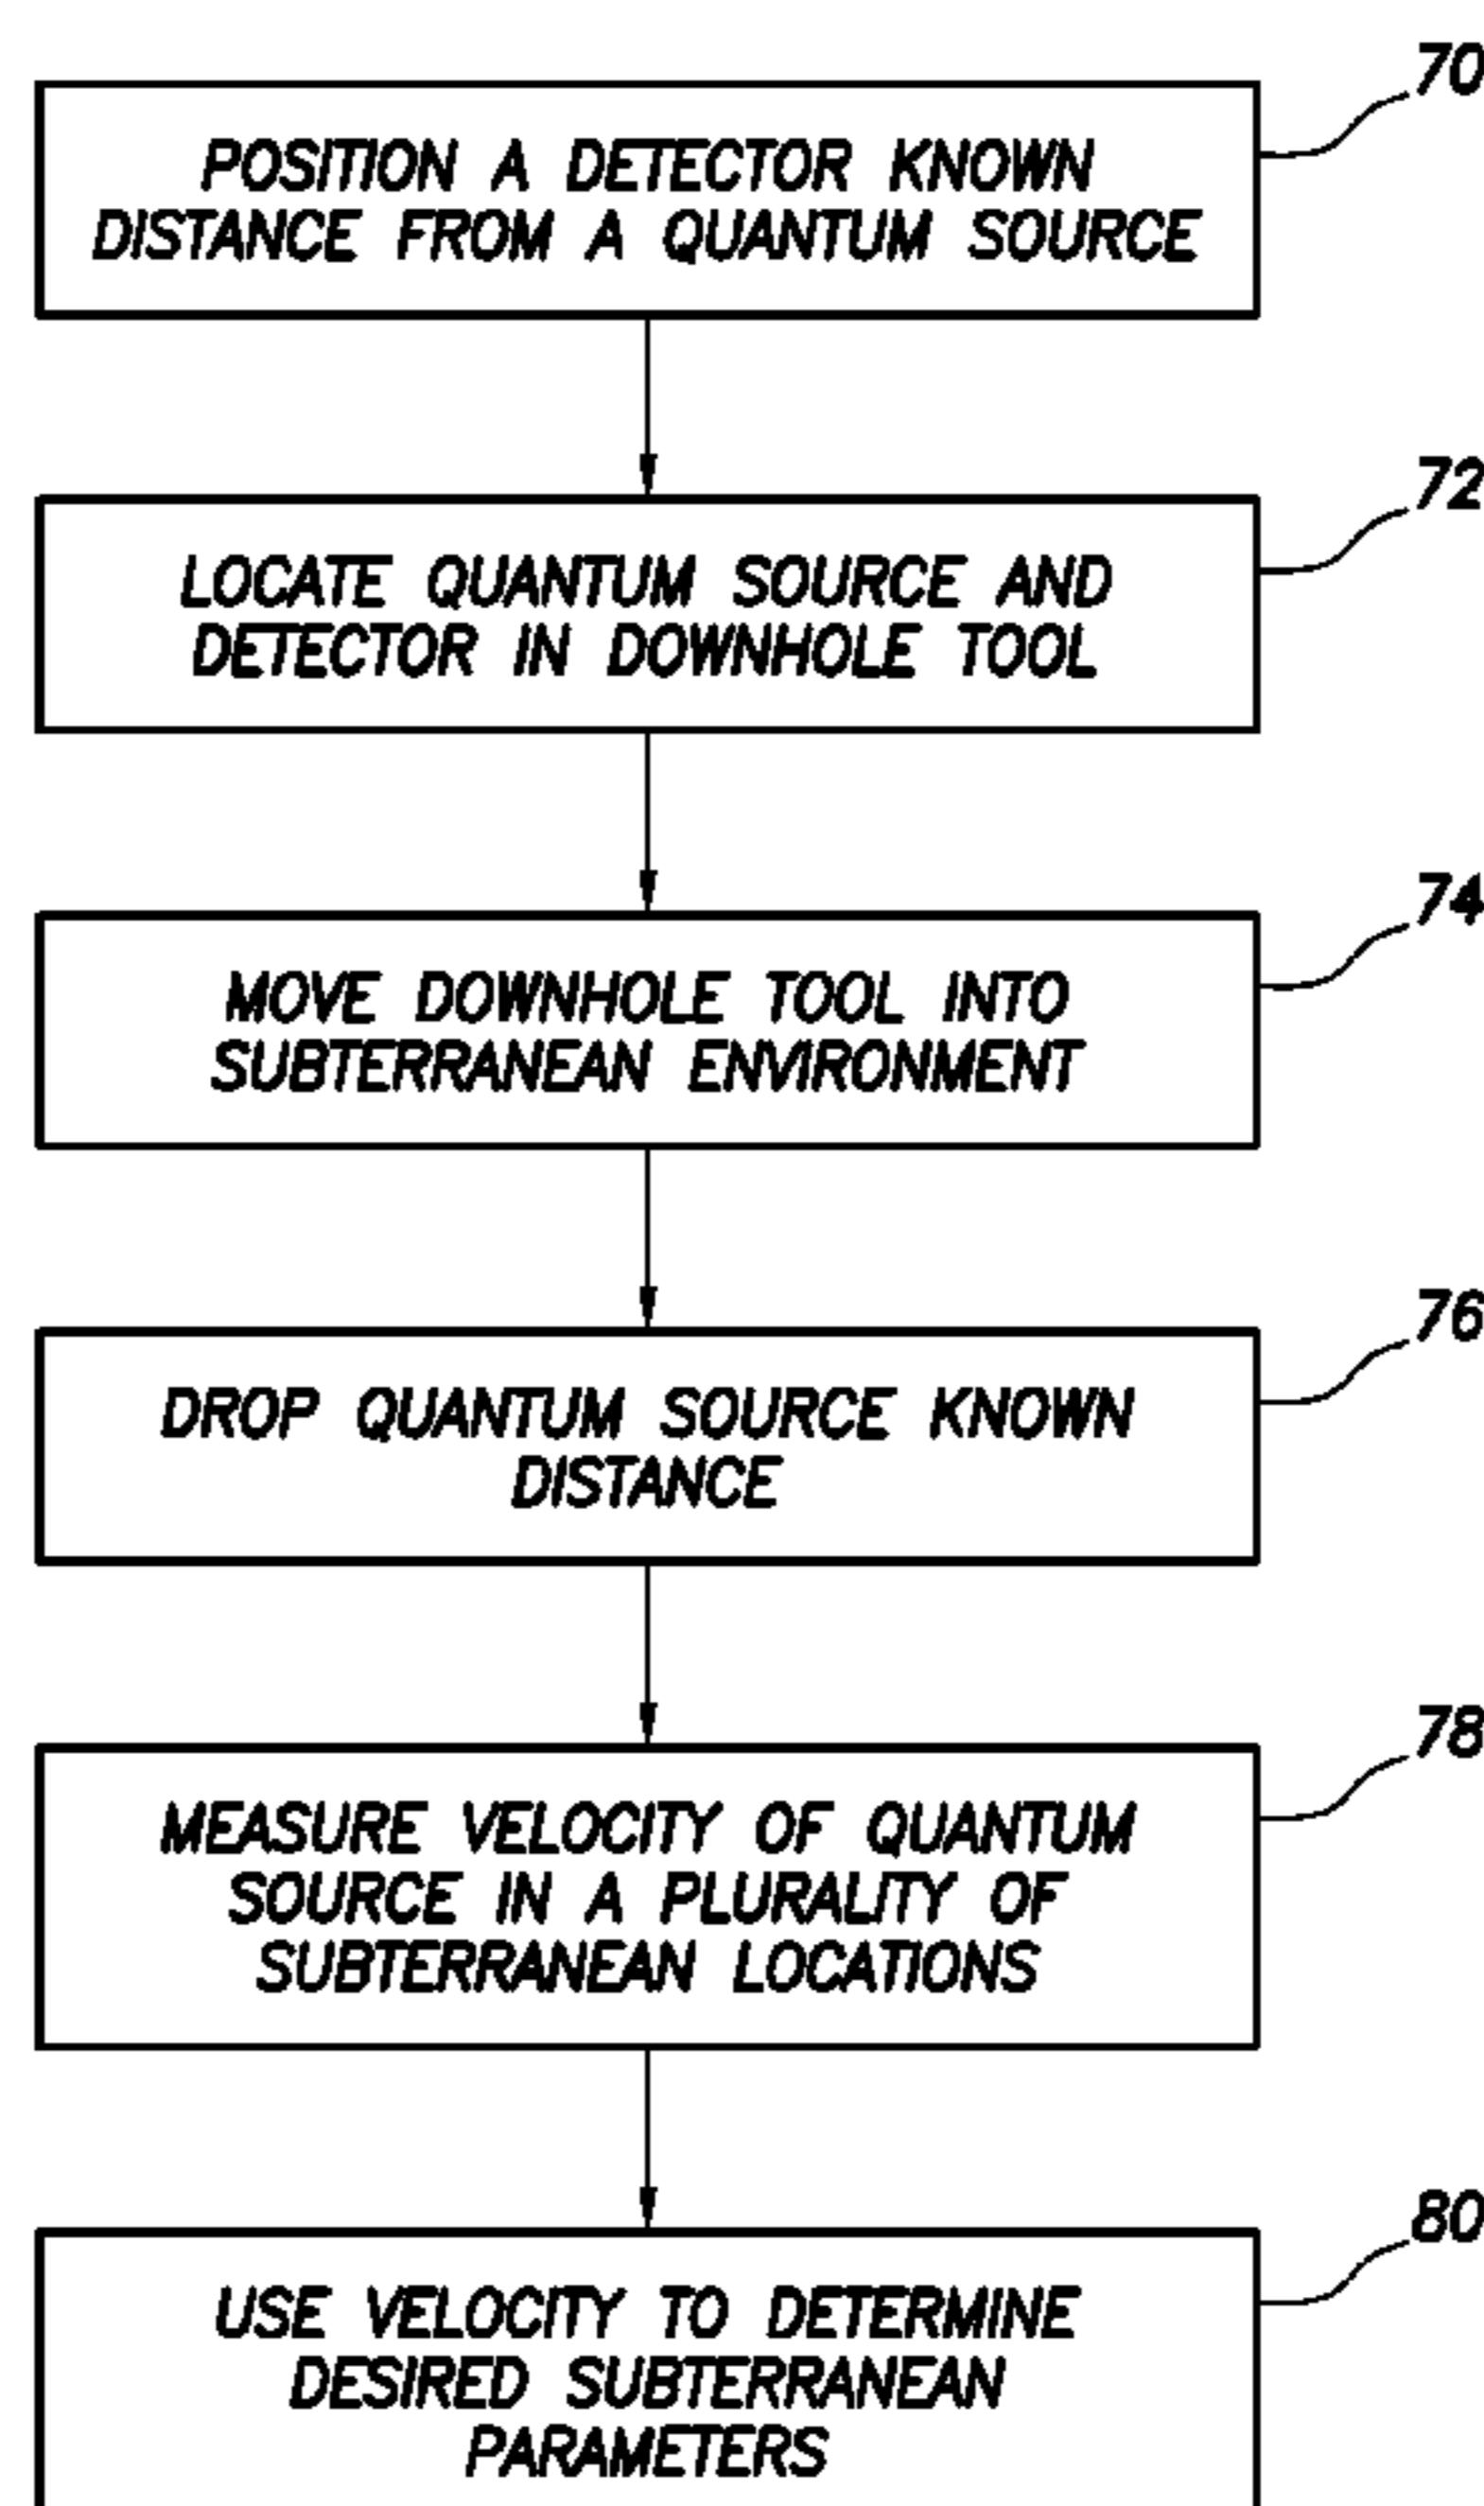 70
POSITION A DETECTOR KNOWN
DISTANCE FROM A QUANTUM SOURCE
72
LOCATE QUANTUM SOURCE AND
DETECTOR IN DOWNHOLE TOOL
74
MOVE DOWNHOLE TOOL INTO
SUBTERRANEAN ENVIRONMENT
76
DROP QUANTUM SOURCE KNOWN
DISTANCE
78
MEASURE VELOCITY OF QUANTUM
SOURCE IN A PLURALITY OF
SUBTERRANEAN LOCATIONS
80
USE VELOCITY TO DETERMINE
DESIRED SUBTERRANEAN
PARAMETERS